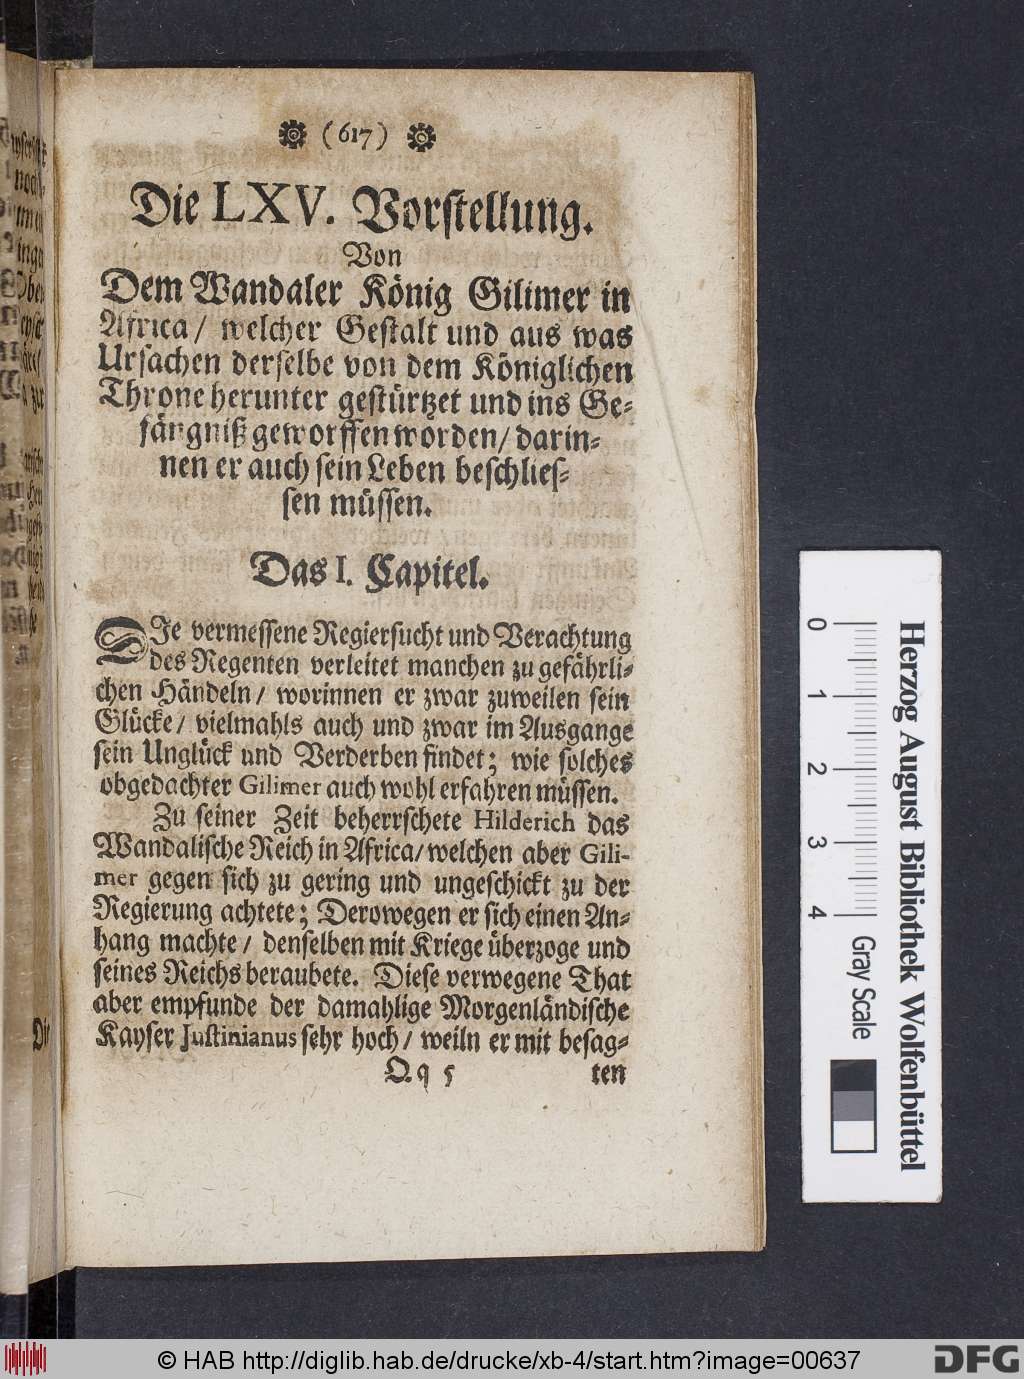 (617)
Die LXV. Vorstellung.
Von
Dem Wandaler König Gilimer in
Africa/ welcher Gestalt und aus was
Ursachen derselbe von dem Königlichen
Throne herunter gestürtzet und ins Ge-
fängniß geworffen worden/ darin-
nen er auch sein Leben beschlies-
sen müssen.
Das I. Capitel.
DIe vermessene Regiersucht und Verachtung
des Regenten verleitet manchen zu gefährli-
chen Händeln/ worinnen er zwar zuweilen sein
Glücke/ vielmahls auch und zwar im Ausgange
sein Unglück und Verderben findet; wie solches
obgedachter Gilimer auch wohl erfahren müssen.
Zu seiner Zeit beherrschete Hilderich das
Wandalische Reich in Africa/ welchen aber Gili-
mer gegen sich zu gering und ungeschickt zu der
Regierung achtete; Derowegen er sich einen An-
hang machte/ denselben mit Kriege überzoge und
seines Reichs beraubete. Diese verwegene That
aber empfunde der damahlige Morgenländische
Kayser Justinianus sehr hoch/ weiln er mit besag-
Q q 5 ten
Herzog August Bibliothek Wolfenbüttel
0 1 2 3 4 Gray Scale
© HAB http://diglib.hab.de/drucke/xb-4/start.htm?image=00637
DFG